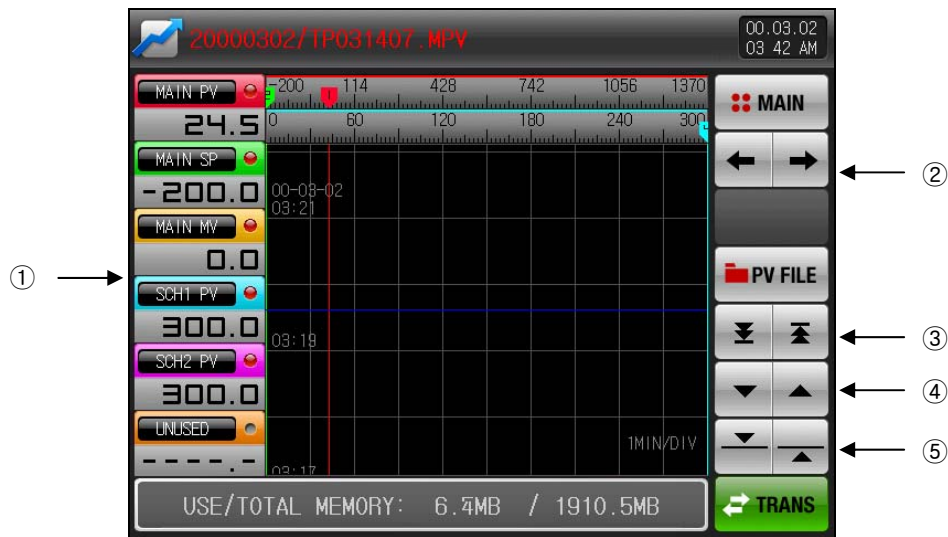 20000302/TP031407.MPV
00.03.02
03 42 AM
MAIN PV
24.5
MAIN SP
-200.0
MAIN MV
0.0
SCH1 PV
300.0
SCH2 PV
300.0
UNUSED
----.-
-200 114 428 742 1056 1370
0 60 120 180 240 300
00-03-02
03:21
03:19
03:17
1MIN/DIV
MAIN
PV FILE
TRANS
USE/TOTAL MEMORY: 6.4MB / 1910.5MB
①
②
③
④
⑤